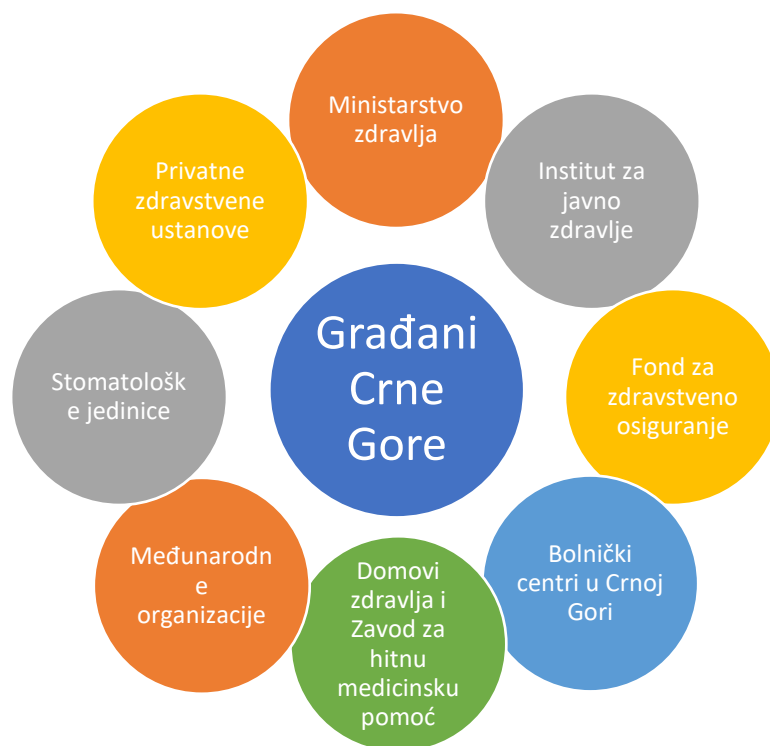 Ministarstvo
zdravlja
Institut za
javno
zdravlje
Fond za
zdravstveno
osiguranje
Bolnički
centri u Crnoj
Gori
Domovi
zdravlja i
Zavod za
hitnu
medicinsku
pomoć
Međunarodn
e
organizacije
Stomatološk
e jedinice
Privatne
zdravstvene
ustanove
Građani
Crne
Gore